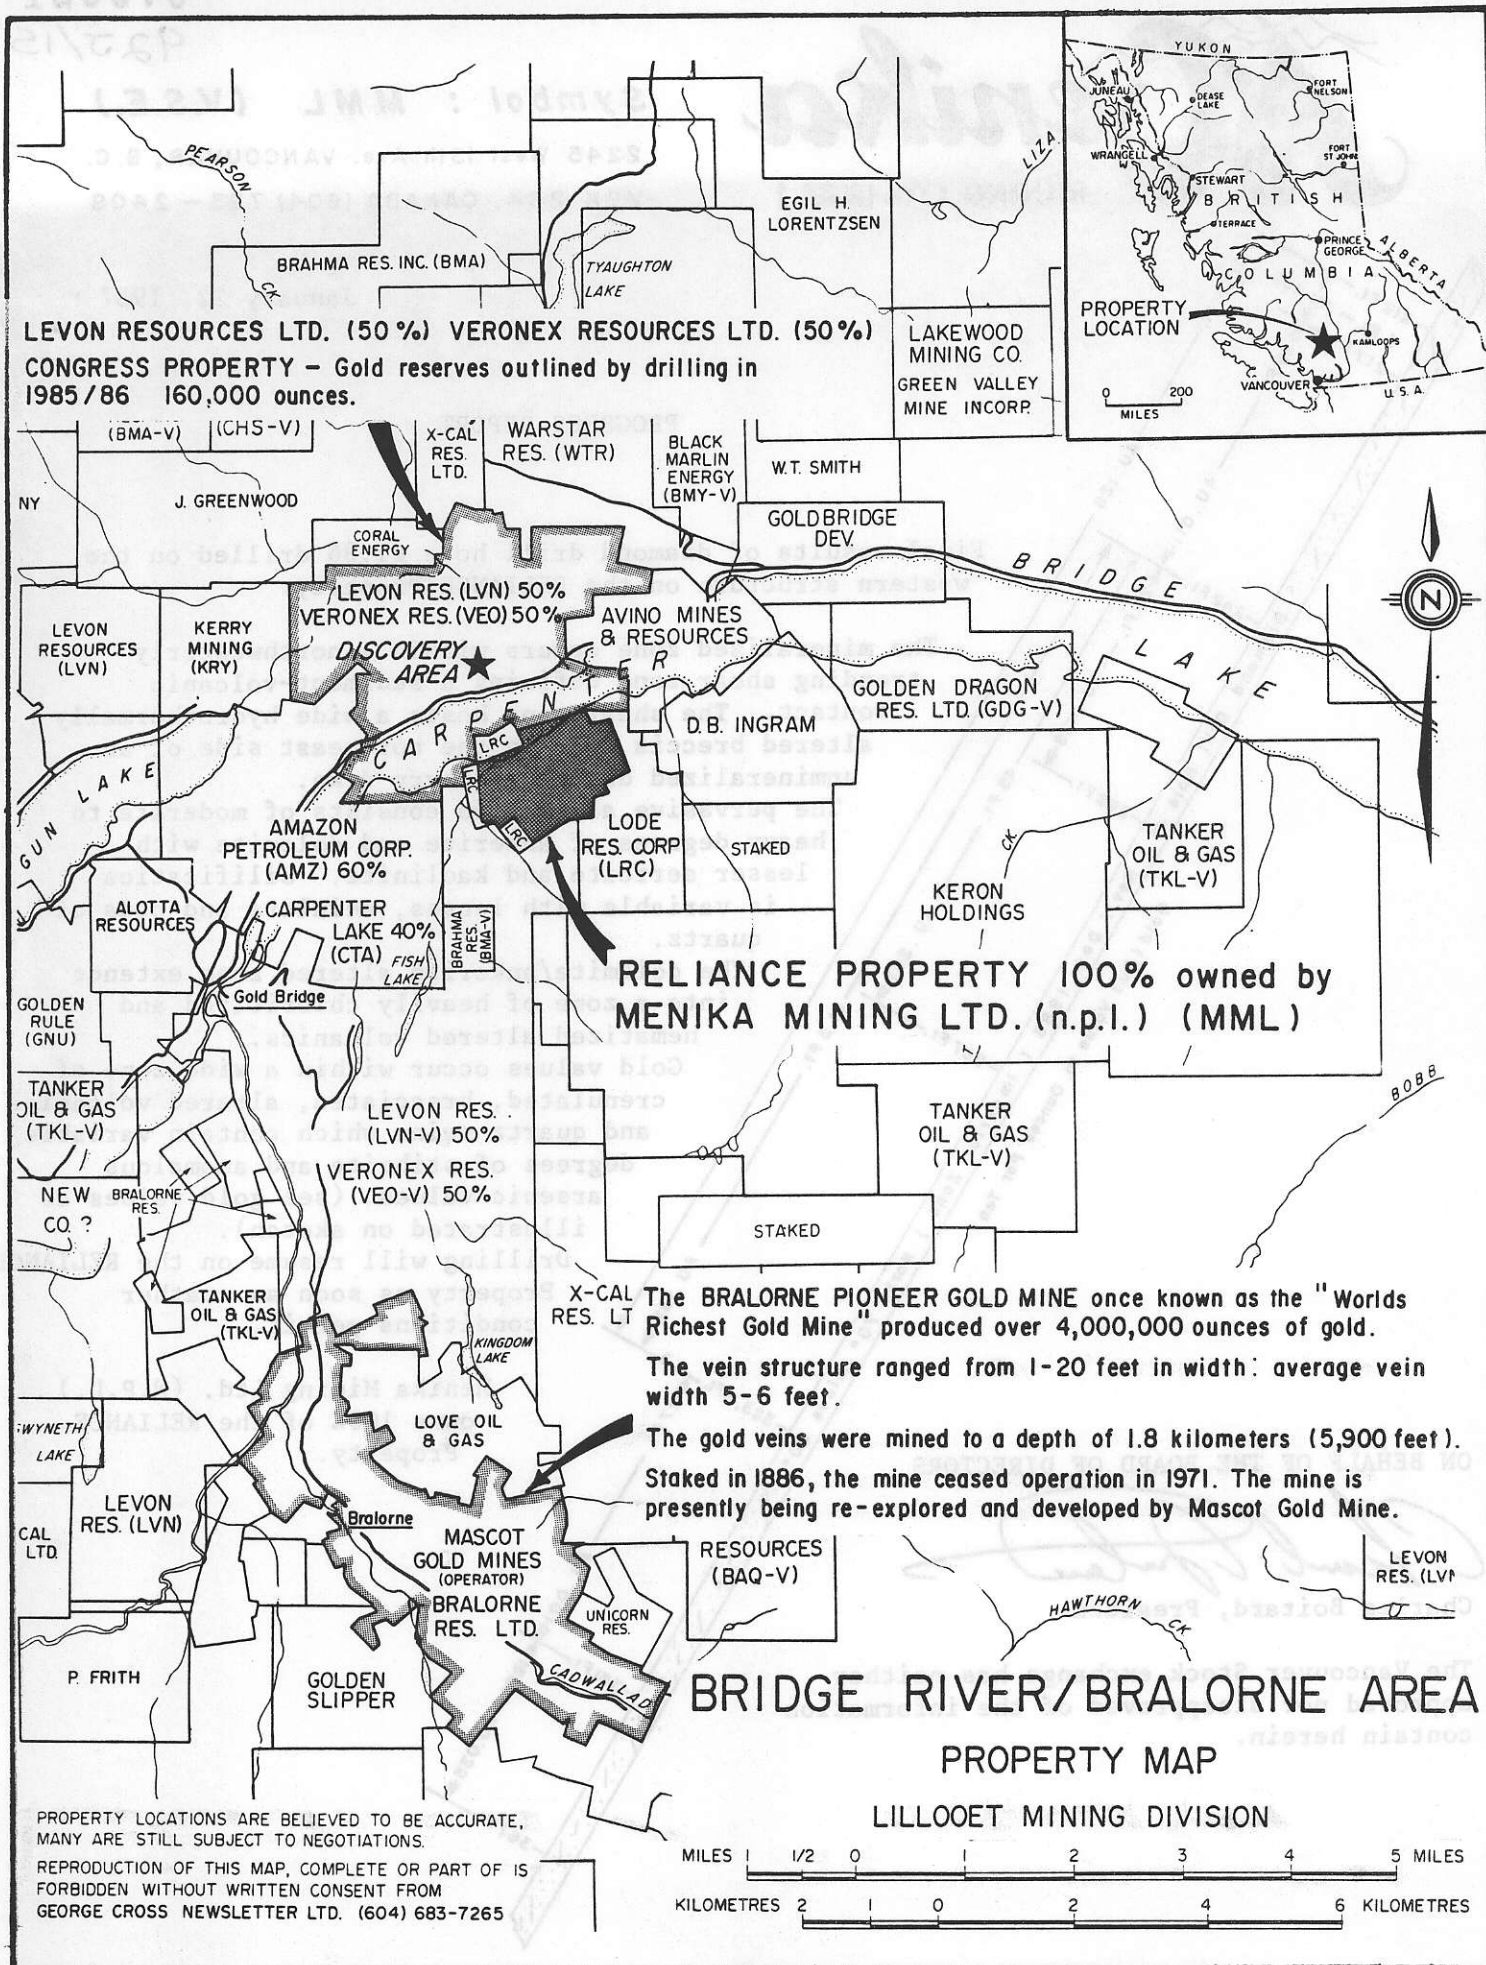 YUKON
JUNEAU
DEASE
LAKE
FORT
NELSON
WRANGELL
FORT
ST JOHN
STEWART
BRITISH
TERRACE
PRINCE
GEORGE
ALBERTA
COLUMBIA
PROPERTY
LOCATION
KAMLOOPS
VANCOUVER
U.S.A.
0 200
MILES
PEARSON
CK
LIZA
EGIL H.
LORENTZSEN
BRAHMA RES. INC. (BMA)
TYAUGHTON
LAKE
LEVON RESOURCES LTD. (50%) VERONEX RESOURCES LTD. (50%)
CONGRESS PROPERTY – Gold reserves outlined by drilling in
1985/86 160,000 ounces.
LAKEWOOD
MINING CO.
GREEN VALLEY
MINE INCORP.
(BMA-V)
(CHS-V)
X-CAL
RES.
LTD.
WARSTAR
RES. (WTR)
BLACK
MARLIN
ENERGY
(BMY-V)
W.T. SMITH
NY
J. GREENWOOD
CORAL
ENERGY
GOLDBRIDGE
DEV.
BRIDGE
LAKE
N
LEVON RES. (LVN) 50%
VERONEX RES. (VEO) 50%
AVINO MINES
& RESOURCES
LEVON
RESOURCES
(LVN)
KERRY
MINING
(KRY)
DISCOVERY
AREA
CARPENTER
GOLDEN DRAGON
RES. LTD. (GDG-V)
D.B. INGRAM
LRC
LRC
LRC
GUN LAKE
AMAZON
PETROLEUM CORP.
(AMZ) 60%
LODE
RES. CORP
(LRC)
STAKED
TANKER
OIL & GAS
(TKL-V)
CK
KERON
HOLDINGS
ALOTTA
RESOURCES
CARPENTER
LAKE 40%
(CTA)
FISH
LAKE
BRAHMA
RES.
(BMA-V)
Gold Bridge
GOLDEN
RULE
(GNU)
RELIANCE PROPERTY 100% owned by
MENIKA MINING LTD. (n.p.l.) (MML)
TANKER
OIL & GAS
(TKL-V)
LEVON RES.
(LVN-V) 50%
VERONEX RES.
(VEO-V) 50%
TANKER
OIL & GAS
(TKL-V)
BOBB
NEW
CO. ?
BRALORNE
RES.
STAKED
TANKER
OIL & GAS
(TKL-V)
X-CAL
RES. LT
KINGDOM
LAKE
The BRALORNE PIONEER GOLD MINE once known as the "Worlds
Richest Gold Mine" produced over 4,000,000 ounces of gold.
The vein structure ranged from 1-20 feet in width: average vein
width 5-6 feet.
The gold veins were mined to a depth of 1.8 kilometers (5,900 feet).
Staked in 1886, the mine ceased operation in 1971. The mine is
presently being re-explored and developed by Mascot Gold Mine.
WYNETH
LAKE
LOVE OIL
& GAS
LEVON
RES. (LVN)
CAL
LTD.
Bralorne
MASCOT
GOLD MINES
(OPERATOR)
BRALORNE
RES. LTD.
UNICORN
RES.
RESOURCES
(BAQ-V)
HAWTHORN
CK
LEVON
RES. (LVN
P. FRITH
GOLDEN
SLIPPER
CADWALLAD
BRIDGE RIVER/BRALORNE AREA
PROPERTY MAP
LILLOOET MINING DIVISION
PROPERTY LOCATIONS ARE BELIEVED TO BE ACCURATE,
MANY ARE STILL SUBJECT TO NEGOTIATIONS.
REPRODUCTION OF THIS MAP, COMPLETE OR PART OF IS
FORBIDDEN WITHOUT WRITTEN CONSENT FROM
GEORGE CROSS NEWSLETTER LTD. (604) 683-7265
MILES 1 1/2 0 1 2 3 4 5 MILES
KILOMETRES 2 1 0 2 4 6 KILOMETRES